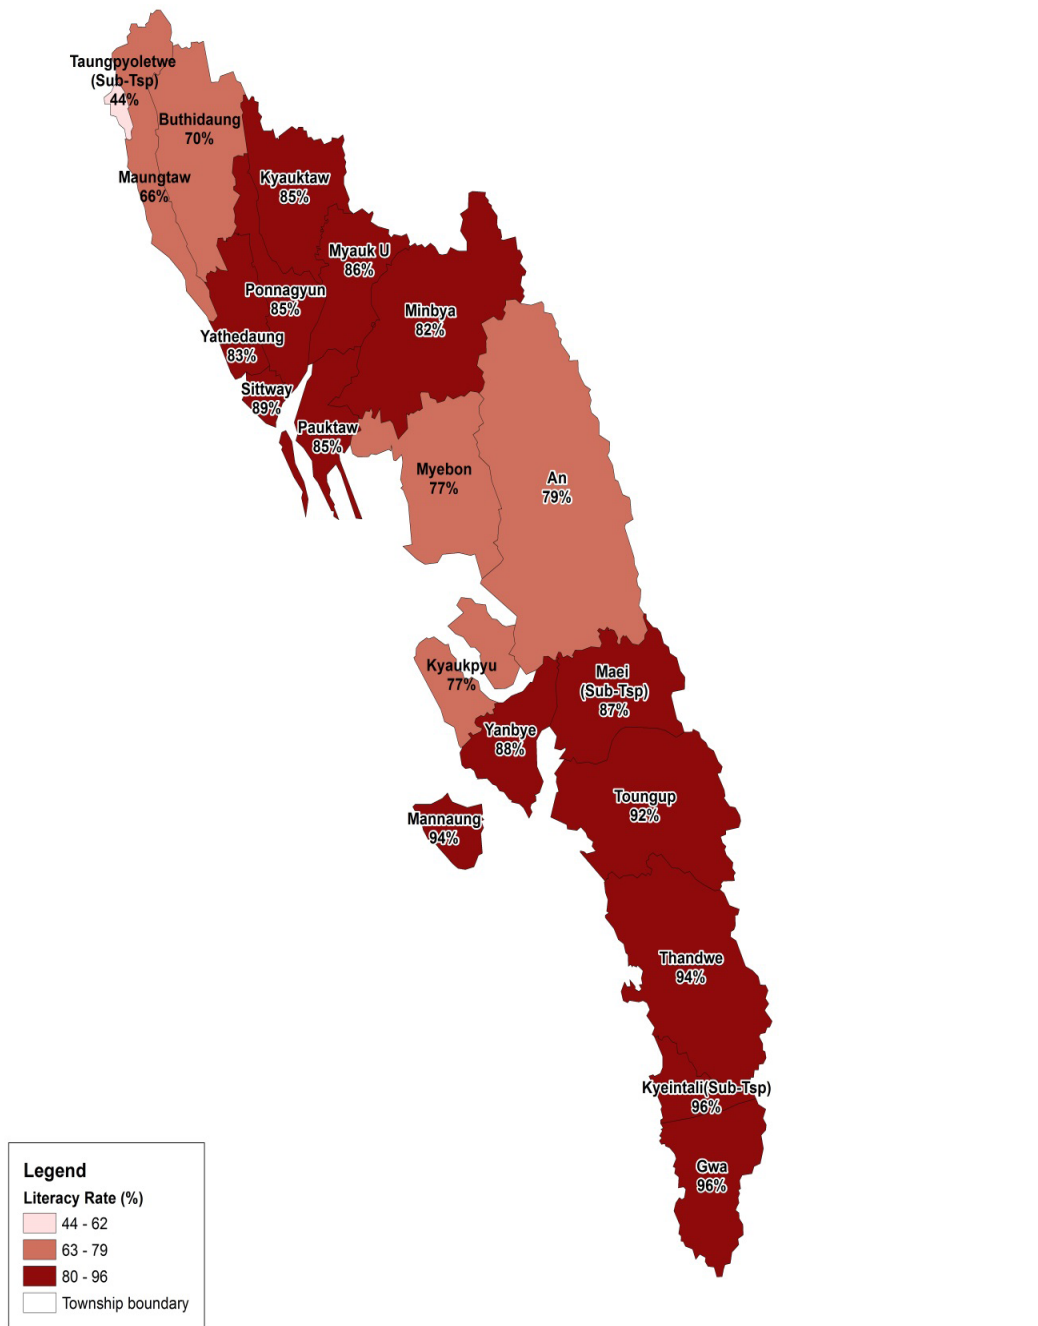 Taungpyoletwe
(Sub-Tsp)
44%
Buthidaung
70%
Maungtaw
66%
Kyauktaw
85%
Myauk U
86%
Ponnagyun
85%
Minbya
82%
Yathedaung
83%
Sittway
89%
Pauktaw
85%
Myebon
77%
An
79%
Kyaukpyu
77%
Maei
(Sub-Tsp)
87%
Yanbye
88%
Toungup
92%
Mannaung
94%
Thandwe
94%
Kyeintali(Sub-Tsp)
96%
Gwa
96%
Legend
Literacy Rate (%)
44 - 62
63 - 79
80 - 96
Township boundary